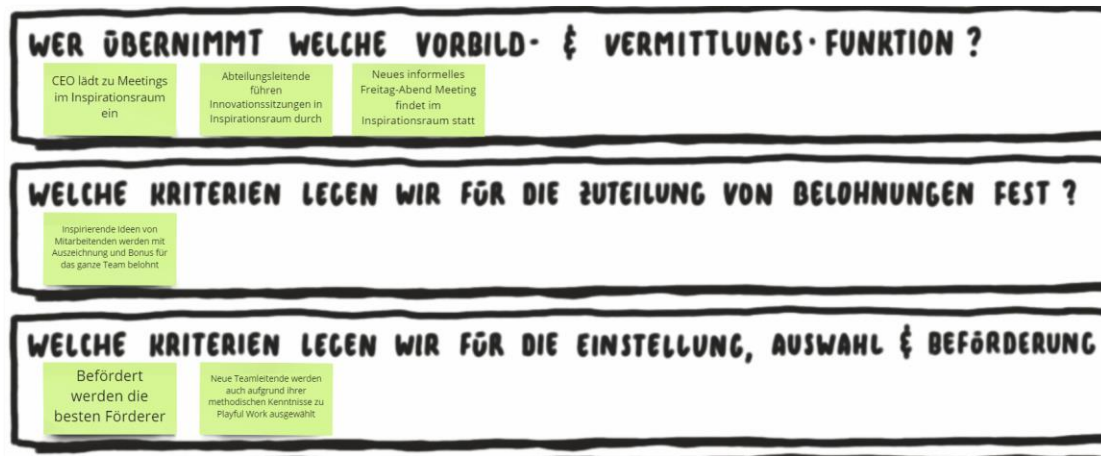 WER ÜBERNIMMT WELCHE VORBILD- & VERMITTLUNGS·FUNKTION ?
CEO lädt zu Meetings
im Inspirationsraum
ein
Abteilungsleitende
führen
Innovationssitzungen in
Inspirationsraum durch
Neues informelles
Freitag-Abend Meeting
findet im
Inspirationsraum statt
WELCHE KRITERIEN LEGEN WIR FÜR DIE ZUTEILUNG VON BELOHNUNGEN FEST ?
Inspirierende Ideen von
Mitarbeitenden werden mit
Auszeichnung und Bonus für
das ganze Team belohnt
WELCHE KRITERIEN LEGEN WIR FÜR DIE EINSTELLUNG, AUSWAHL & BEFÖRDERUNG
Befördert
werden die
besten Förderer
Neue Teamleitende werden
auch aufgrund ihrer
methodischen Kenntnisse zu
Playful Work ausgewählt